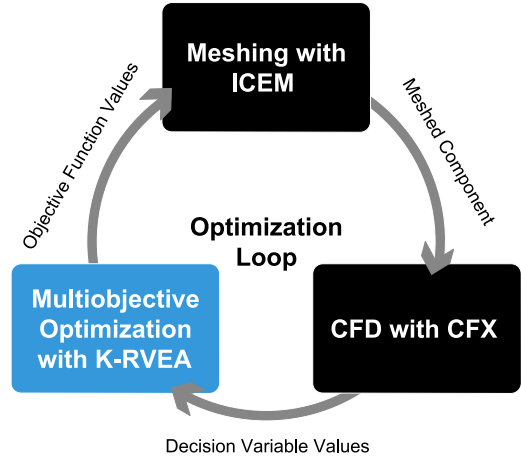 Meshing with
ICEM
Objective Function Values
Meshed Component
Optimization
Loop
Multiobjective
Optimization
with K-RVEA
CFD with CFX
Decision Variable Values